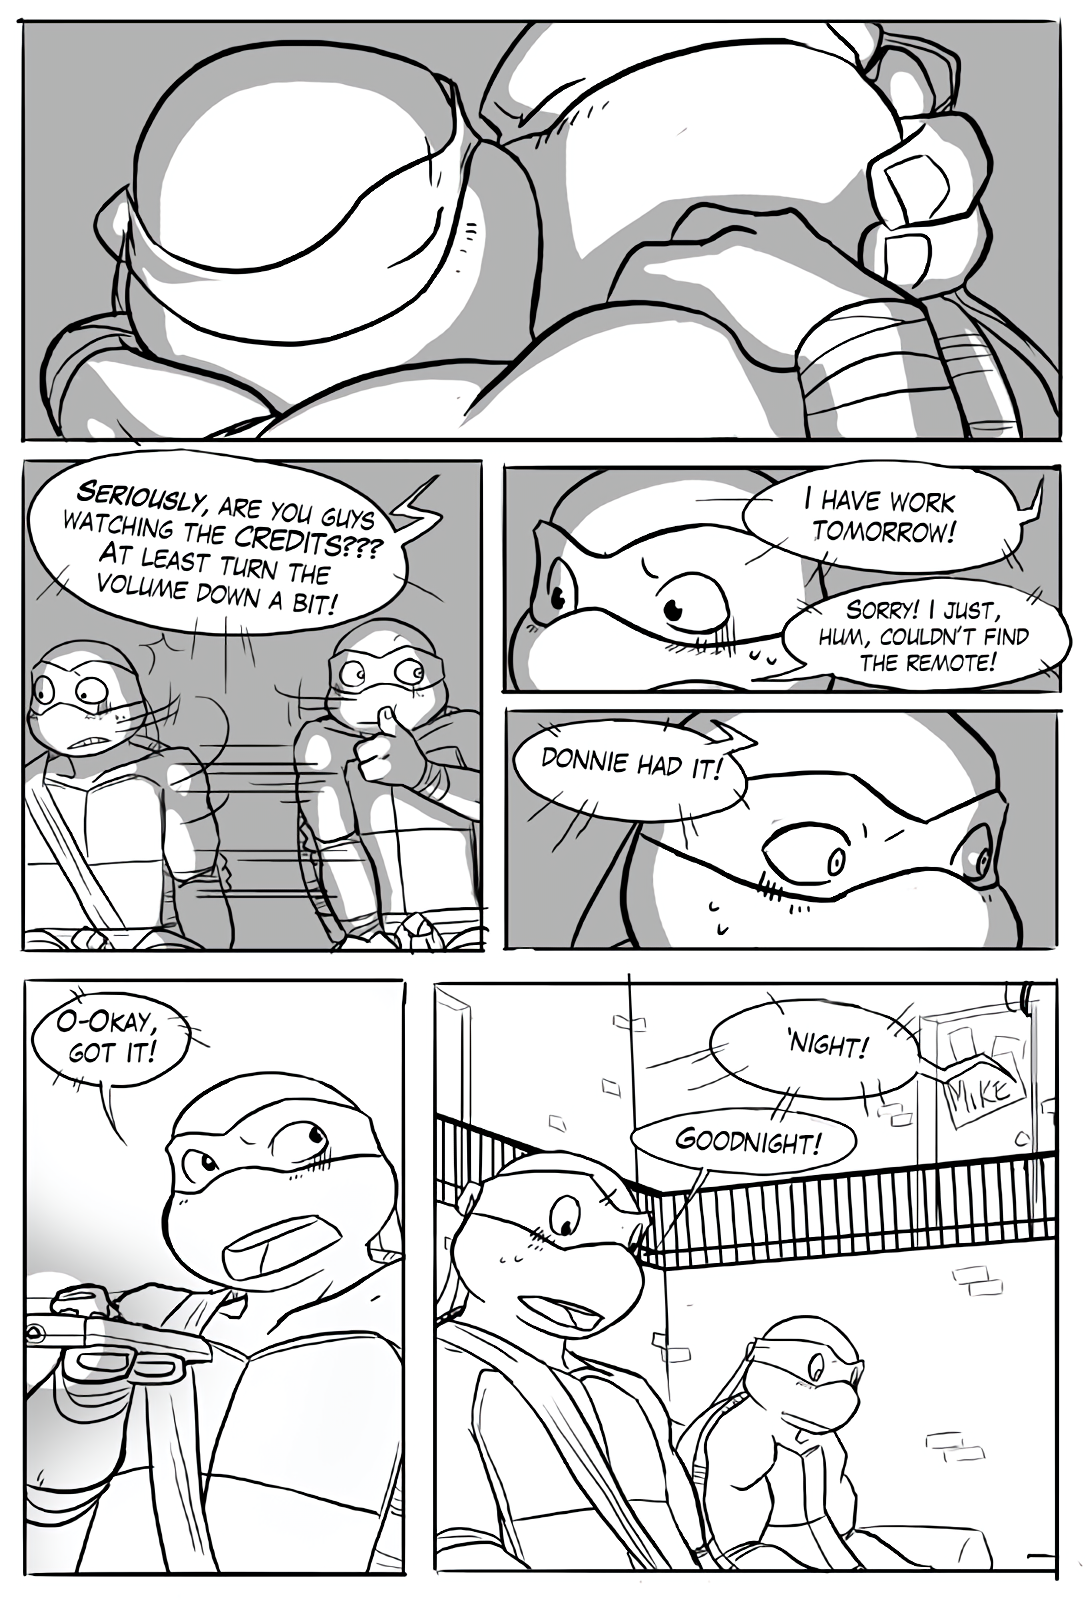 SERIOUSLY, ARE YOU GUYS
WATCHING THE CREDITS???
AT LEAST TURN THE
VOLUME DOWN A BIT!
I HAVE WORK
TOMORROW!
SORRY! I JUST,
HUM, COULDN'T FIND
THE REMOTE!
DONNIE HAD IT!
O-OKAY,
GOT IT!
'NIGHT!
MIKE
GOODNIGHT!